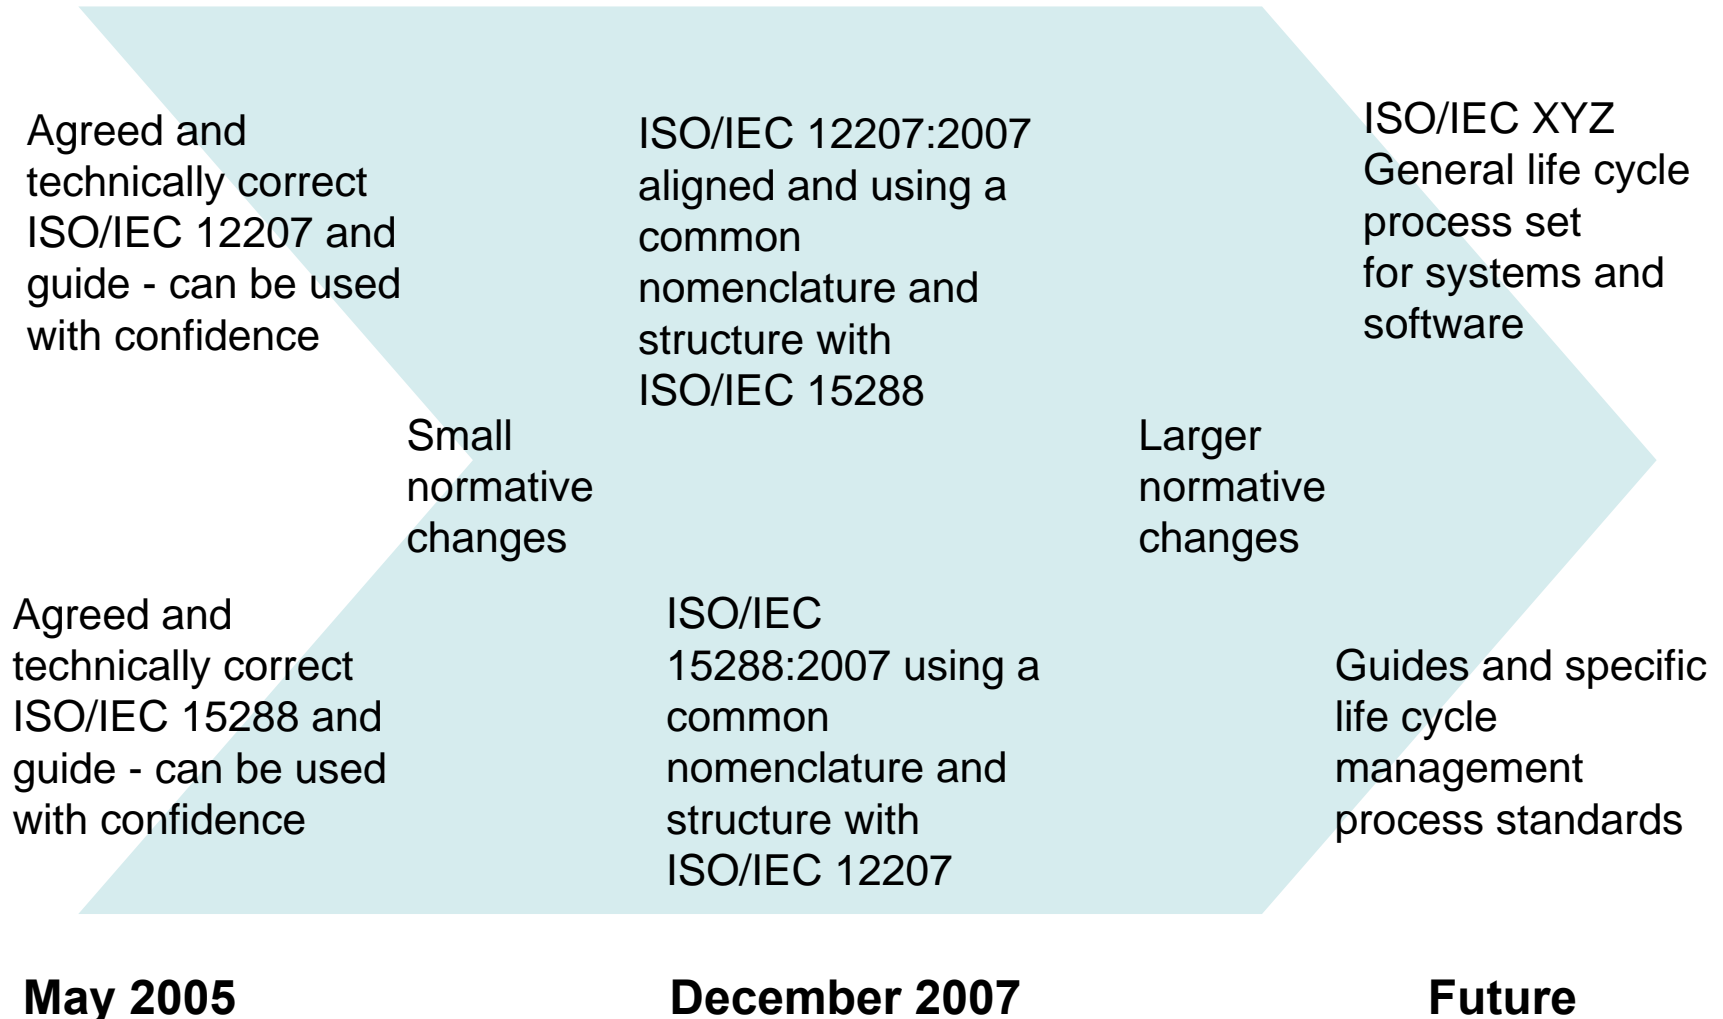 Agreed and
technically correct
ISO/IEC 12207 and
guide - can be used
with confidence
ISO/IEC 12207:2007
aligned and using a
common
nomenclature and
structure with
ISO/IEC 15288
ISO/IEC XYZ
General life cycle
process set
for systems and
software
Small
normative
changes
Larger
normative
changes
Agreed and
technically correct
ISO/IEC 15288 and
guide - can be used
with confidence
ISO/IEC
15288:2007 using a
common
nomenclature and
structure with
ISO/IEC 12207
Guides and specific
life cycle
management
process standards
May 2005
December 2007
Future